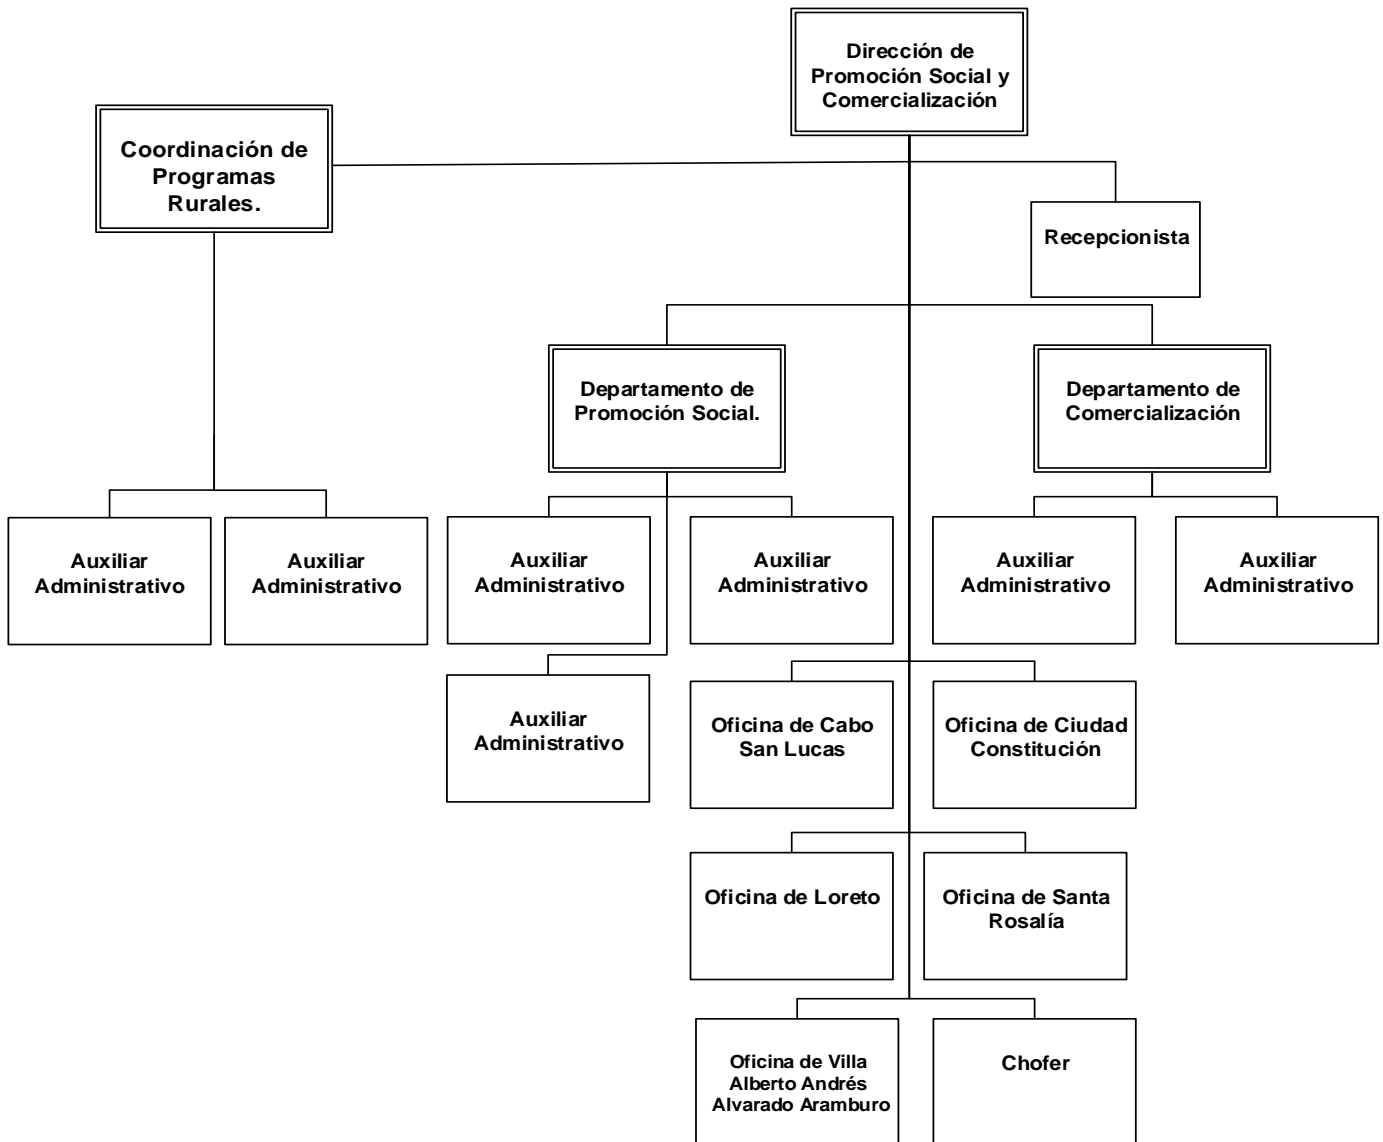 Dirección de
Promoción Social y
Comercialización
Coordinación de
Programas
Rurales.
Recepcionista
Departamento de
Promoción Social.
Departamento de
Comercialización
Auxiliar
Administrativo
Auxiliar
Administrativo
Auxiliar
Administrativo
Auxiliar
Administrativo
Auxiliar
Administrativo
Auxiliar
Administrativo
Auxiliar
Administrativo
Oficina de Cabo
San Lucas
Oficina de Ciudad
Constitución
Oficina de Loreto
Oficina de Santa
Rosalía
Oficina de Villa
Alberto Andrés
Alvarado Aramburo
Chofer